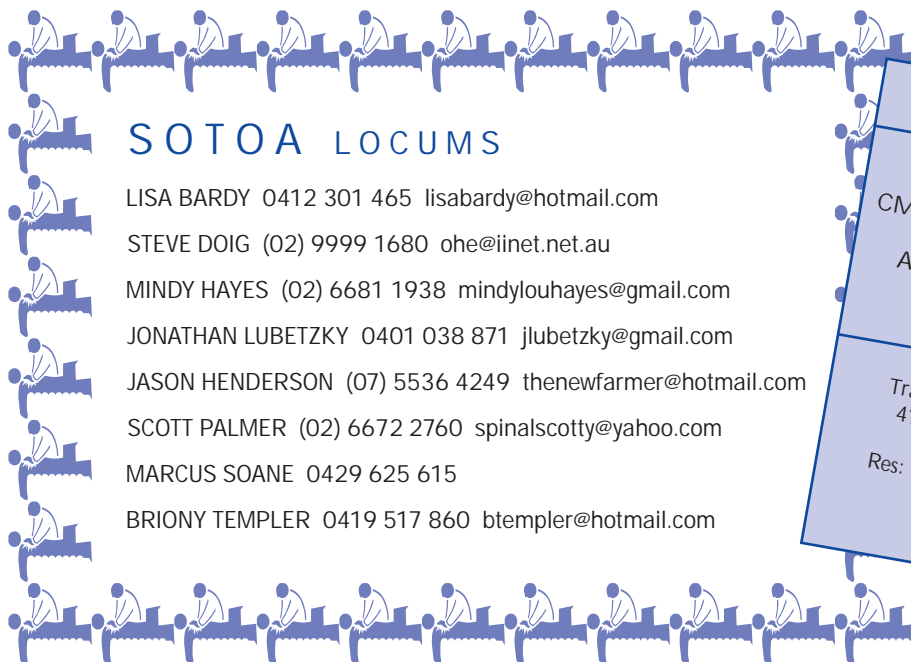 SOTOA LOCUMS
LISA BARDY 0412 301 465 lisabardy@hotmail.com
STEVE DOIG (02) 9999 1680 ohe@iinet.net.au
MINDY HAYES (02) 6681 1938 mindylouhayes@gmail.com
JONATHAN LUBETZKY 0401 038 871 jlubetzky@gmail.com
JASON HENDERSON (07) 5536 4249 thenewfarmer@hotmail.com
SCOTT PALMER (02) 6672 2760 spinalscotty@yahoo.com
MARCUS SOANE 0429 625 615
BRIONY TEMPLER 0419 517 860 btempler@hotmail.com
Res: